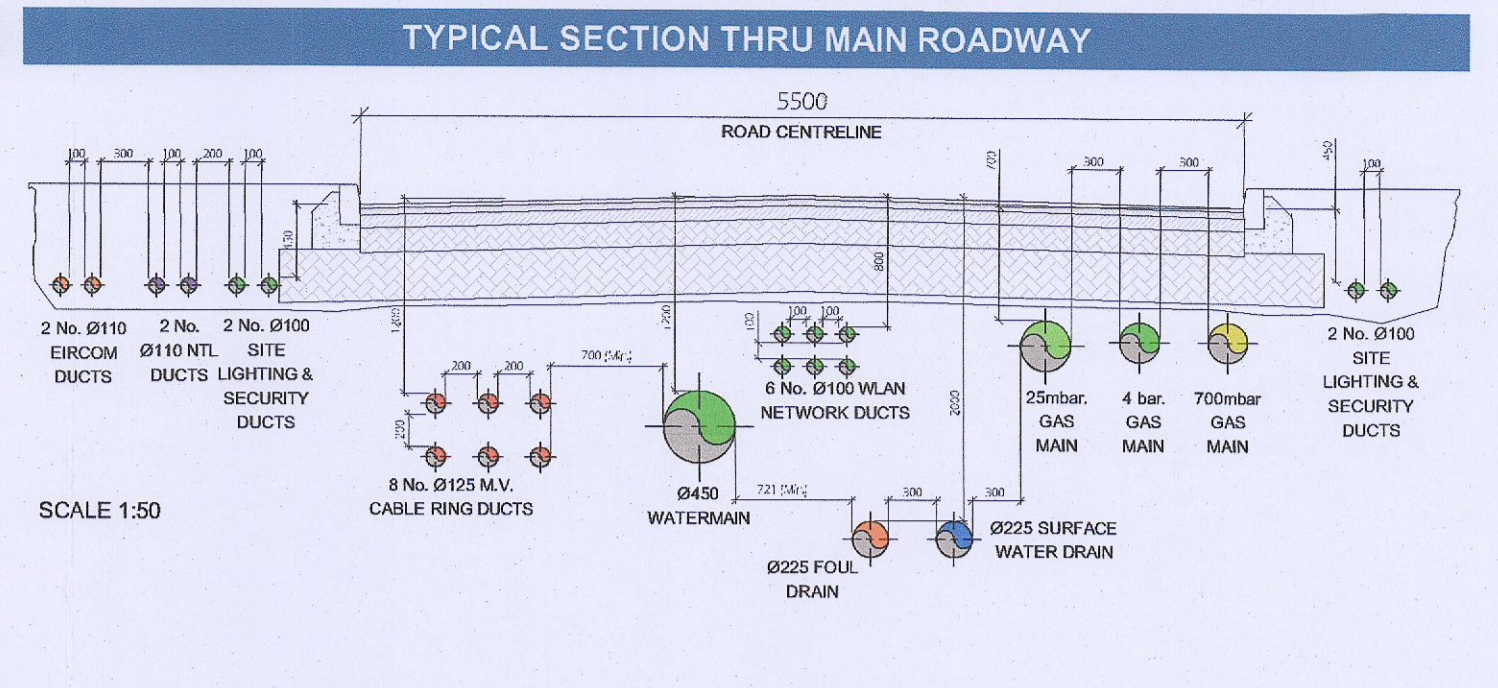 TYPICAL SECTION THRU MAIN ROADWAY
5500
ROAD CENTRELINE
100
300
100
200
100
700
300
300
450
100
450
800
1200
1200
100
100
100
2 No. Ø110
EIRCOM
DUCTS
2 No.
Ø110 NTL
DUCTS
2 No. Ø100
SITE
LIGHTING &
SECURITY
DUCTS
200
200
200
700 (Min)
6 No. Ø100 WLAN
NETWORK DUCTS
2000
25mbar.
GAS
MAIN
4 bar.
GAS
MAIN
700mbar
GAS
MAIN
2 No. Ø100
SITE
LIGHTING &
SECURITY
DUCTS
8 No. Ø125 M.V.
CABLE RING DUCTS
Ø450
WATERMAIN
721 (Min)
300
300
SCALE 1:50
Ø225 SURFACE
WATER DRAIN
Ø225 FOUL
DRAIN